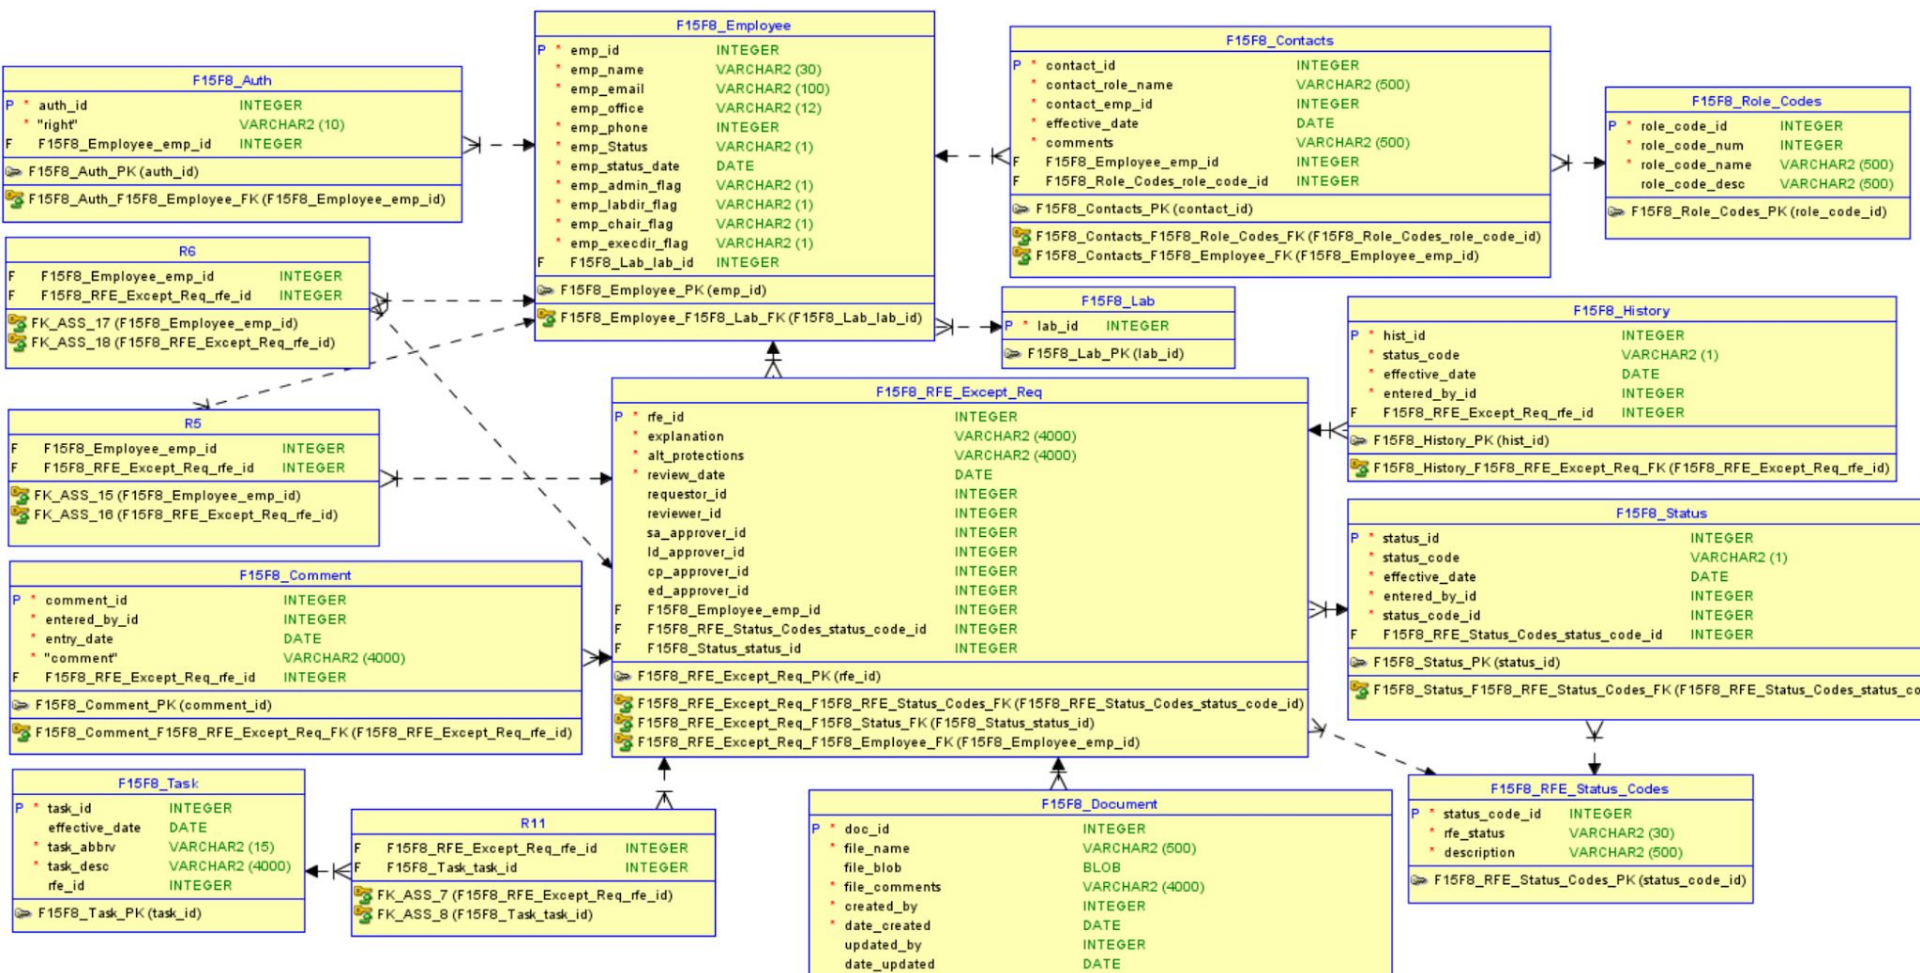 F15F8_Auth
P * auth_id INTEGER
* "right" VARCHAR2 (10)
F F15F8_Employee_emp_id INTEGER
F15F8_Auth_PK (auth_id)
F15F8_Auth_F15F8_Employee_FK (F15F8_Employee_emp_id)
F15F8_Employee
P * emp_id INTEGER
* emp_name VARCHAR2 (30)
* emp_email VARCHAR2 (100)
emp_office VARCHAR2 (12)
* emp_phone INTEGER
* emp_Status VARCHAR2 (1)
* emp_status_date DATE
* emp_admin_flag VARCHAR2 (1)
* emp_labdir_flag VARCHAR2 (1)
* emp_chair_flag VARCHAR2 (1)
* emp_execdir_flag VARCHAR2 (1)
F F15F8_Lab_lab_id INTEGER
F15F8_Employee_PK (emp_id)
F15F8_Employee_F15F8_Lab_FK (F15F8_Lab_lab_id)
F15F8_Contacts
P * contact_id INTEGER
* contact_role_name VARCHAR2 (500)
* contact_emp_id INTEGER
* effective_date DATE
* comments VARCHAR2 (500)
F F15F8_Employee_emp_id INTEGER
F F15F8_Role_Codes_role_code_id INTEGER
F15F8_Contacts_PK (contact_id)
F15F8_Contacts_F15F8_Role_Codes_FK (F15F8_Role_Codes_role_code_id)
F15F8_Contacts_F15F8_Employee_FK (F15F8_Employee_emp_id)
F15F8_Role_Codes
P * role_code_id INTEGER
* role_code_num INTEGER
* role_code_name VARCHAR2 (500)
role_code_desc VARCHAR2 (500)
F15F8_Role_Codes_PK (role_code_id)
R6
F F15F8_Employee_emp_id INTEGER
F F15F8_RFE_Except_Req_rfe_id INTEGER
FK_ASS_17 (F15F8_Employee_emp_id)
FK_ASS_18 (F15F8_RFE_Except_Req_rfe_id)
F15F8_Lab
P * lab_id INTEGER
F15F8_Lab_PK (lab_id)
F15F8_History
P * hist_id INTEGER
* status_code VARCHAR2 (1)
* effective_date DATE
* entered_by_id INTEGER
F F15F8_RFE_Except_Req_rfe_id INTEGER
F15F8_History_PK (hist_id)
F15F8_History_F15F8_RFE_Except_Req_FK (F15F8_RFE_Except_Req_rfe_id)
R5
F F15F8_Employee_emp_id INTEGER
F F15F8_RFE_Except_Req_rfe_id INTEGER
FK_ASS_15 (F15F8_Employee_emp_id)
FK_ASS_16 (F15F8_RFE_Except_Req_rfe_id)
F15F8_RFE_Except_Req
P * rfe_id INTEGER
* explanation VARCHAR2 (4000)
* alt_protections VARCHAR2 (4000)
* review_date DATE
requestor_id INTEGER
reviewer_id INTEGER
sa_approver_id INTEGER
ld_approver_id INTEGER
cp_approver_id INTEGER
ed_approver_id INTEGER
F F15F8_Employee_emp_id INTEGER
F F15F8_RFE_Status_Codes_status_code_id INTEGER
F F15F8_Status_status_id INTEGER
F15F8_RFE_Except_Req_PK (rfe_id)
F15F8_RFE_Except_Req_F15F8_RFE_Status_Codes_FK (F15F8_RFE_Status_Codes_status_code_id)
F15F8_RFE_Except_Req_F15F8_Status_FK (F15F8_Status_status_id)
F15F8_RFE_Except_Req_F15F8_Employee_FK (F15F8_Employee_emp_id)
F15F8_Status
P * status_id INTEGER
* status_code VARCHAR2 (1)
* effective_date DATE
* entered_by_id INTEGER
* status_code_id INTEGER
F F15F8_RFE_Status_Codes_status_code_id INTEGER
F15F8_Status_PK (status_id)
F15F8_Status_F15F8_RFE_Status_Codes_FK (F15F8_RFE_Status_Codes_status_co
F15F8_Comment
P * comment_id INTEGER
* entered_by_id INTEGER
* entry_date DATE
* "comment" VARCHAR2 (4000)
F F15F8_RFE_Except_Req_rfe_id INTEGER
F15F8_Comment_PK (comment_id)
F15F8_Comment_F15F8_RFE_Except_Req_FK (F15F8_RFE_Except_Req_rfe_id)
F15F8_Task
P * task_id INTEGER
effective_date DATE
* task_abbrv VARCHAR2 (15)
* task_desc VARCHAR2 (4000)
rfe_id INTEGER
F15F8_Task_PK (task_id)
R11
F F15F8_RFE_Except_Req_rfe_id INTEGER
F F15F8_Task_task_id INTEGER
FK_ASS_7 (F15F8_RFE_Except_Req_rfe_id)
FK_ASS_8 (F15F8_Task_task_id)
F15F8_Document
P * doc_id INTEGER
* file_name VARCHAR2 (500)
file_blob BLOB
* file_comments VARCHAR2 (4000)
* created_by INTEGER
* date_created DATE
updated_by INTEGER
date_updated DATE
F15F8_RFE_Status_Codes
P * status_code_id INTEGER
* rfe_status VARCHAR2 (30)
* description VARCHAR2 (500)
F15F8_RFE_Status_Codes_PK (status_code_id)